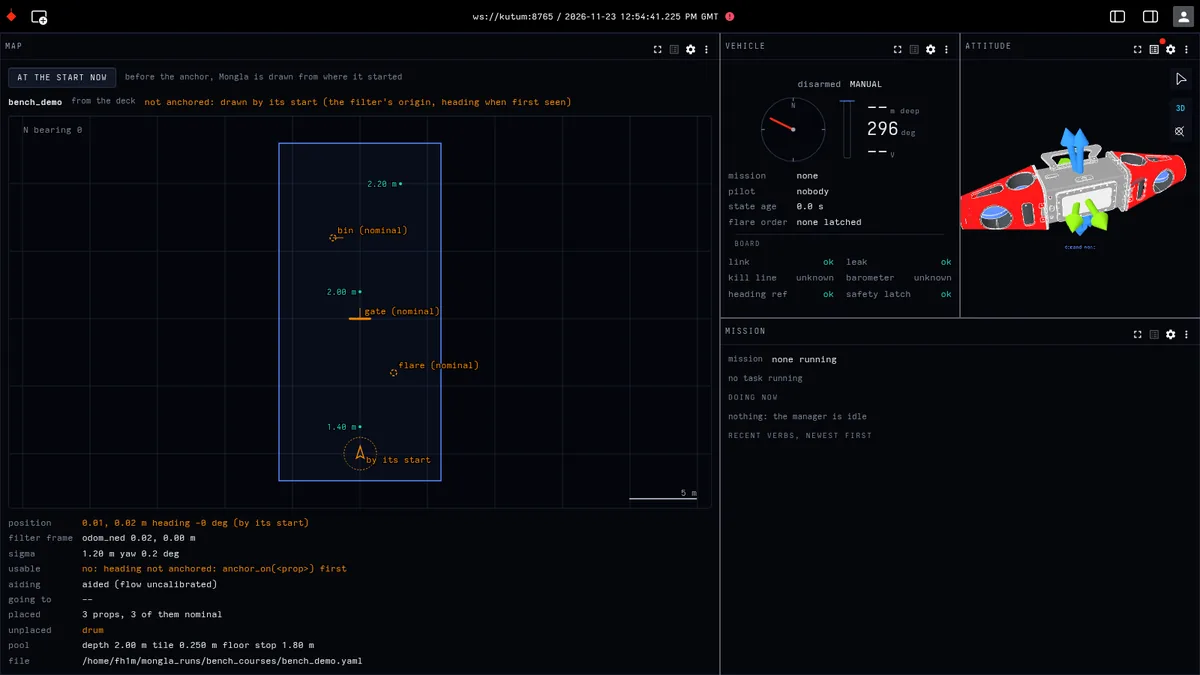 ws://kutum:8765 / 2026-11-23 12:54:41.225 PM GMT
MAP
AT THE START NOW before the anchor, Mongla is drawn from where it started
bench_demo from the deck not anchored: drawn by its start (the filter's origin, heading when first seen)
N bearing 0
2.20 m
bin (nominal)
2.00 m
gate (nominal)
flare (nominal)
1.40 m
by its start
5 m
position 0.01, 0.02 m heading -0 deg (by its start)
filter frame odom_ned 0.02, 0.00 m
sigma 1.20 m yaw 0.2 deg
usable no: heading not anchored: anchor_on(<prop>) first
aiding aided (flow uncalibrated)
going to --
placed 3 props, 3 of them nominal
unplaced drum
pool depth 2.00 m tile 0.250 m floor stop 1.80 m
file /home/fh1m/mongla_runs/bench_courses/bench_demo.yaml
VEHICLE
disarmed MANUAL
N
-- m deep
296 deg
-- V
mission none
pilot nobody
state age 0.0 s
flare order none latched
BOARD
link ok leak ok
kill line unknown barometer unknown
heading ref ok safety latch ok
ATTITUDE
3D
MISSION
mission none running
no task running
DOING NOW
nothing: the manager is idle
RECENT VERBS, NEWEST FIRST